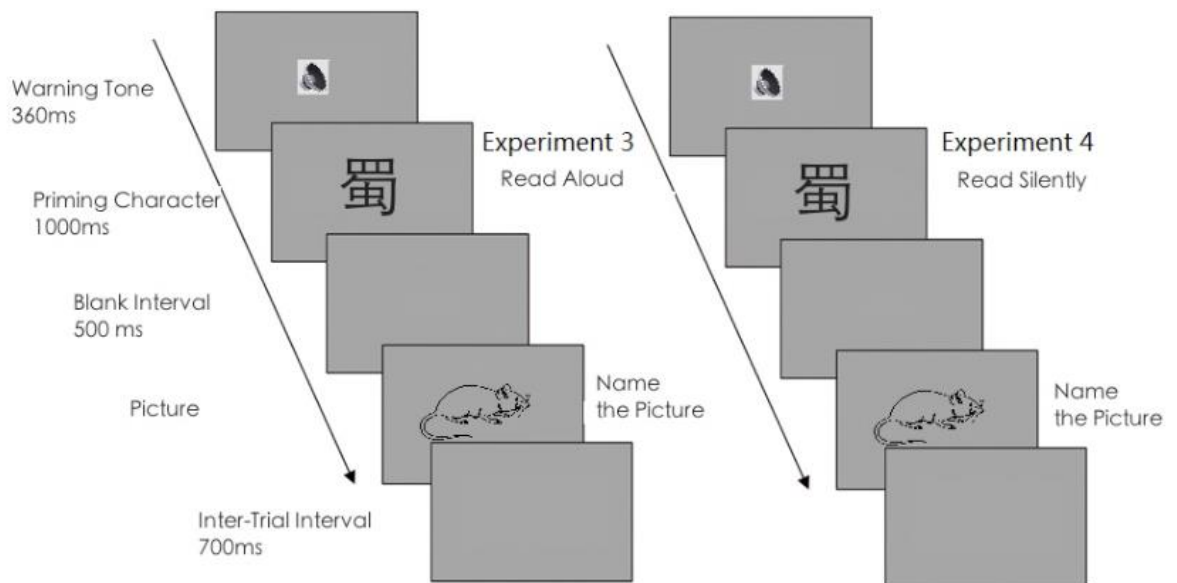 Warning Tone
360ms
Experiment 3
Read Aloud
蜀
Priming Character
1000ms
Blank Interval
500 ms
Picture
Name
the Picture
Inter-Trial Interval
700ms
Experiment 4
Read Silently
蜀
Name
the Picture